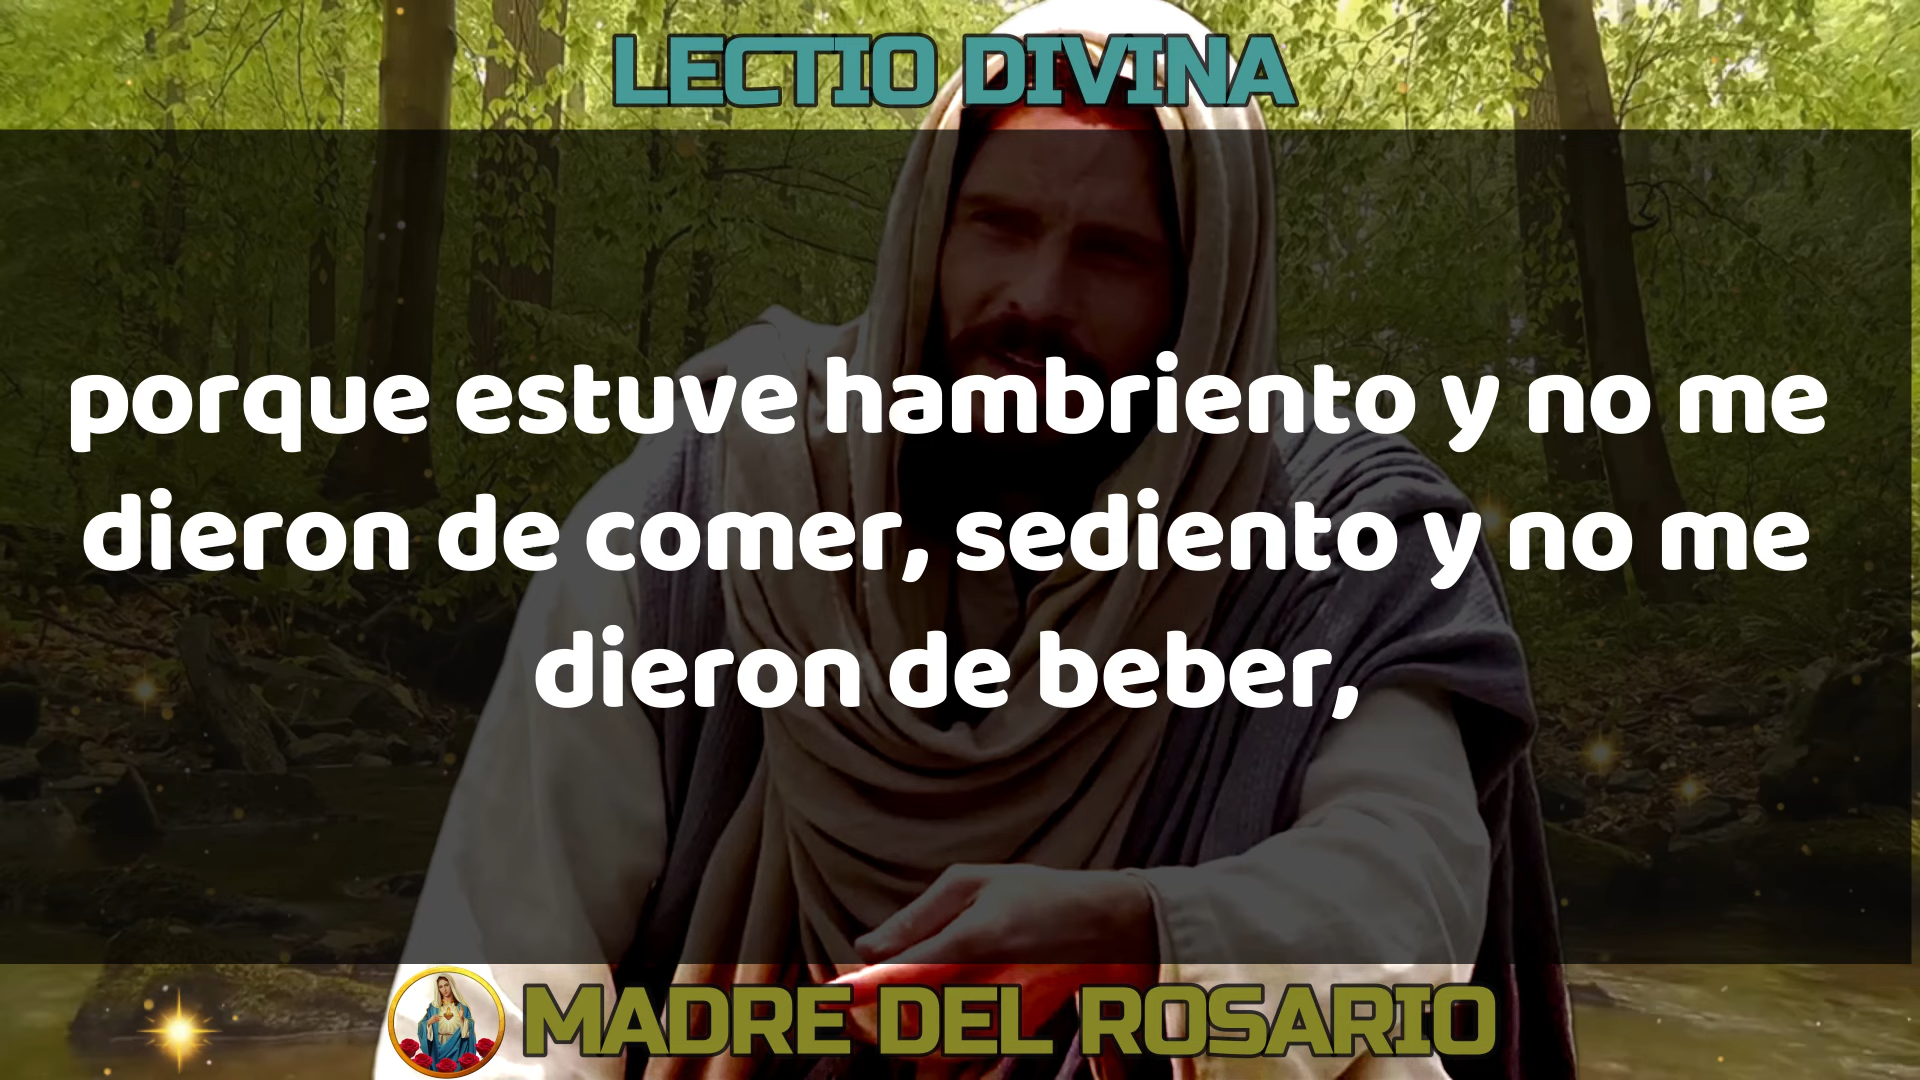 LECTIO DIVINA
porque estuve hambriento y no me
dieron de comer, sediento y no me
dieron de beber,
MADRE DEL ROSARIO